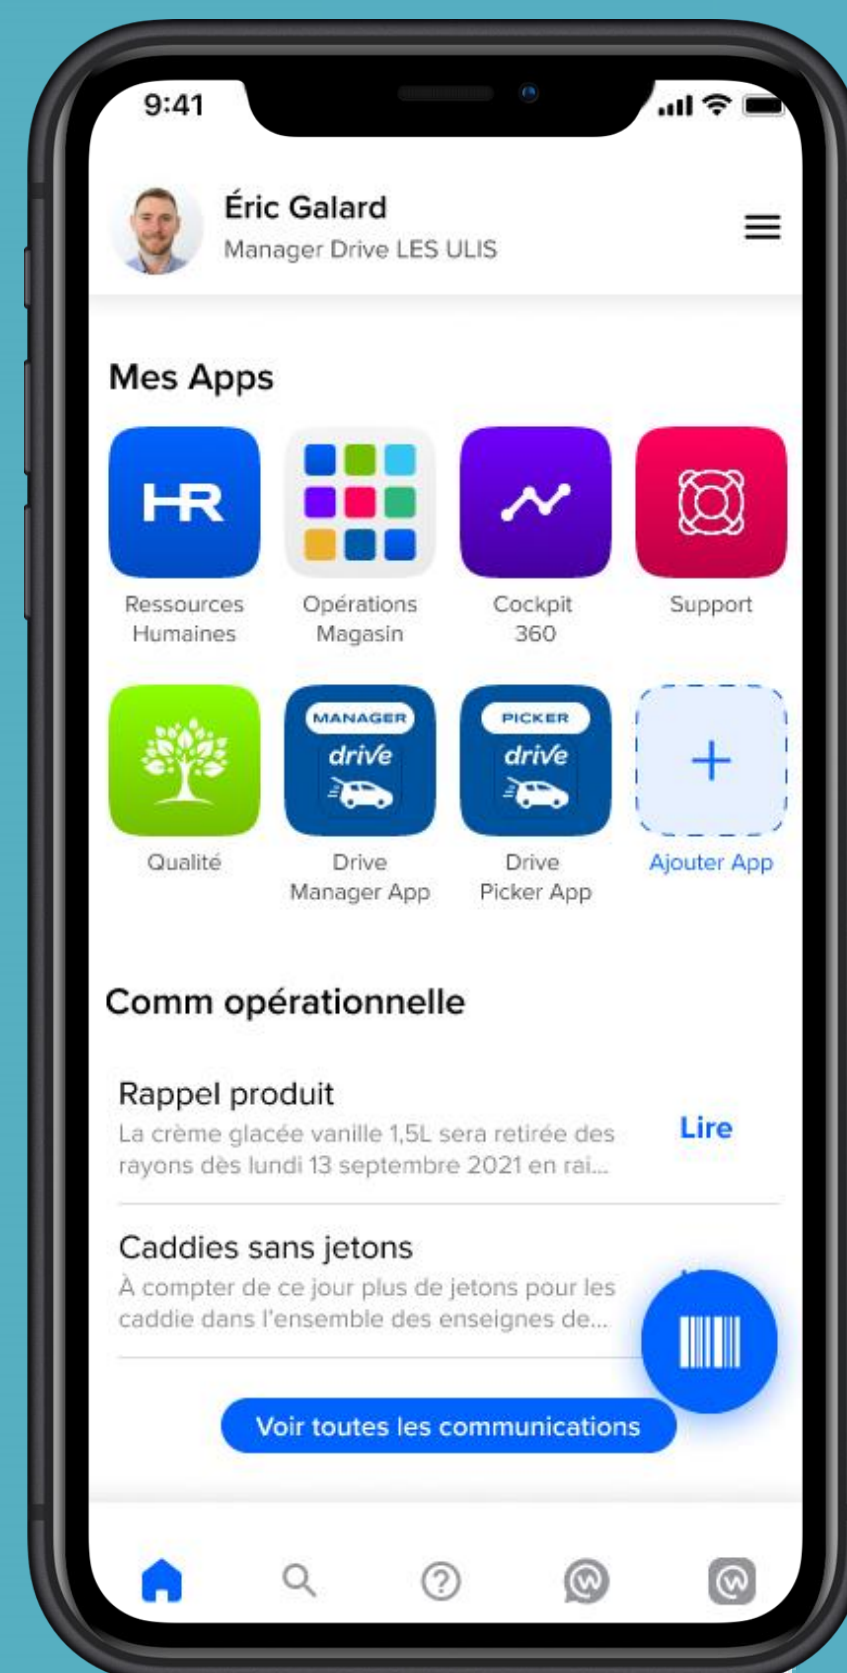 9:41
Éric Galard
Manager Drive LES ULIS
Mes Apps
HR
Ressources
Humaines
Opérations
Magasin
Cockpit
360
Support
Qualité
MANAGER
drive
Drive
Manager App
PICKER
drive
Drive
Picker App
Ajouter App
Comm opérationnelle
Rappel produit
La crème glacée vanille 1,5L sera retirée des
rayons dès lundi 13 septembre 2021 en rai...
Lire
Caddies sans jetons
À compter de ce jour plus de jetons pour les
caddie dans l'ensemble des enseignes de...
Voir toutes les communications